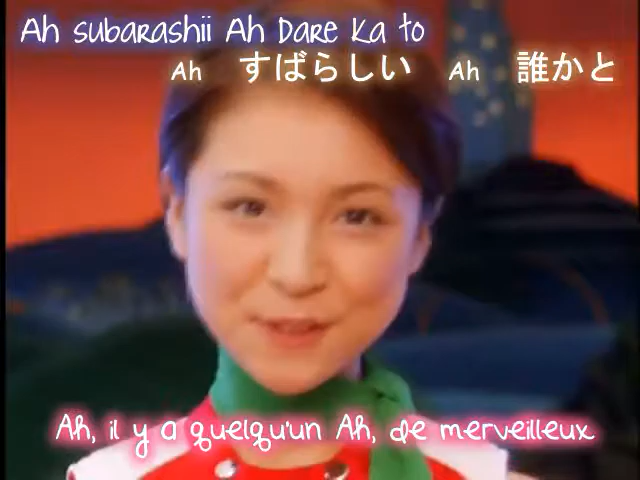 Ah subarashii Ah Dare Ka to
Ah すばらしい Ah 誰かと
Ah, il y a quelqu'un Ah, de merveilleux